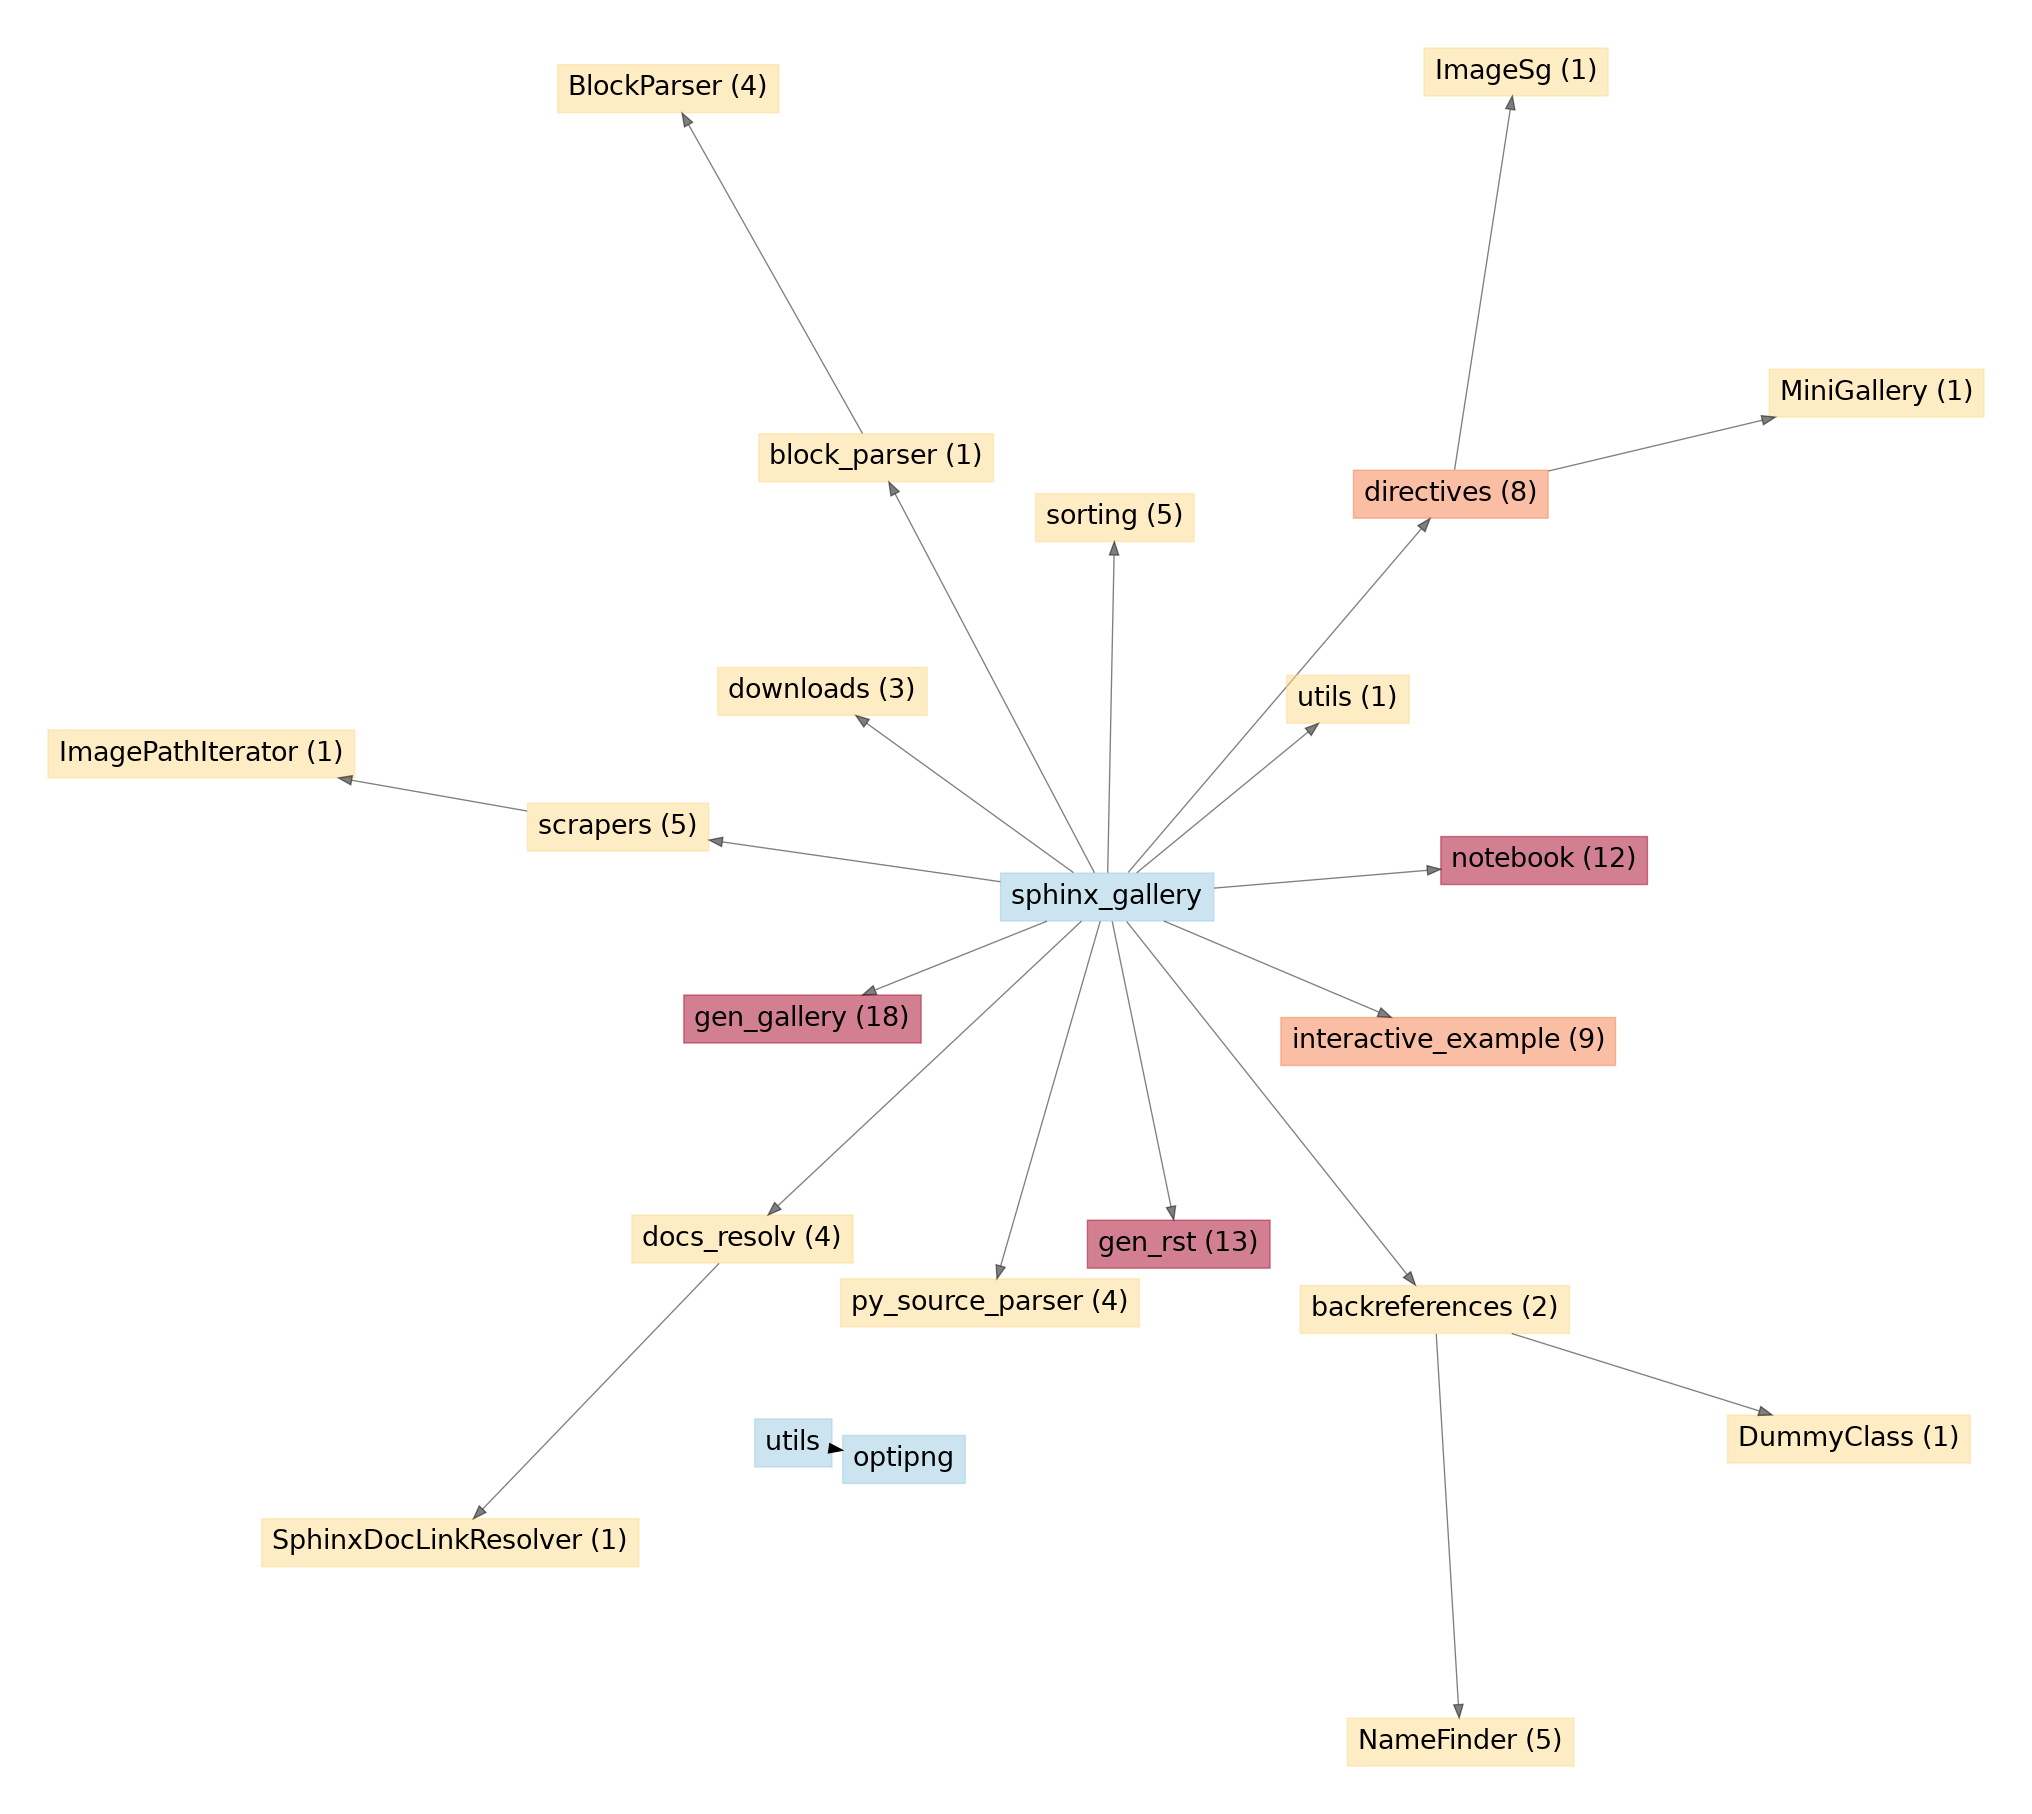 ImageSg (1)
BlockParser (4)
MiniGallery (1)
block_parser (1)
directives (8)
sorting (5)
downloads (3)
utils (1)
ImagePathIterator (1)
scrapers (5)
notebook (12)
sphinx_gallery
gen_gallery (18)
interactive_example (9)
docs_resolv (4)
gen_rst (13)
py_source_parser (4)
backreferences (2)
utils
optipng
DummyClass (1)
SphinxDocLinkResolver (1)
NameFinder (5)